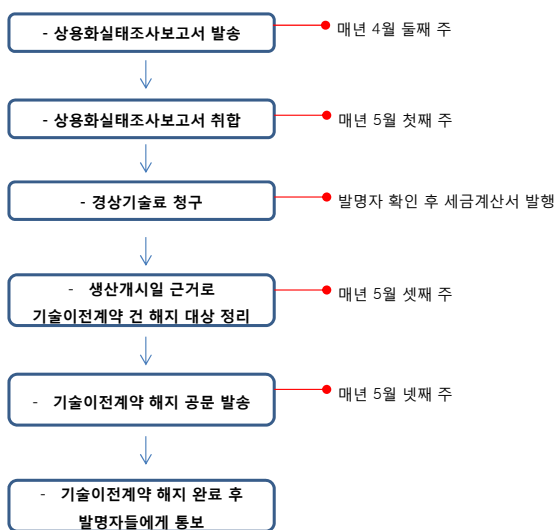 - 상용화실태조사보고서 발송
매년 4월 둘째 주
- 상용화실태조사보고서 취합
매년 5월 첫째 주
- 경상기술료 청구
발명자 확인 후 세금계산서 발행
- 생산개시일 근거로
기술이전계약 건 해지 대상 정리
매년 5월 셋째 주
- 기술이전계약 해지 공문 발송
매년 5월 넷째 주
- 기술이전계약 해지 완료 후
발명자들에게 통보